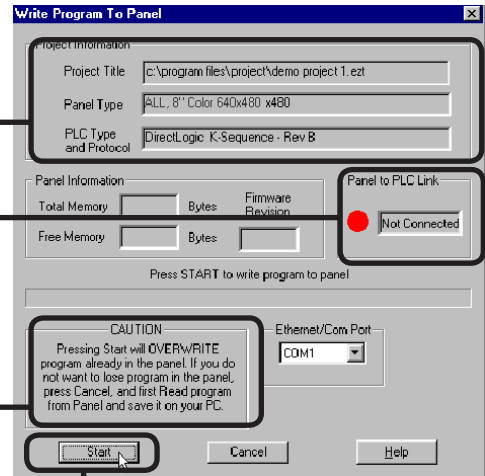 Write Program To Panel
Project Information
Project Title c:\program files\project\demo project 1.ezt
Panel Type ALL, 8" Color 640x480 x480
PLC Type
and Protocol
DirectLogic K-Sequence - Rev B
Panel Information
Total Memory Bytes
Firmware
Revision
Free Memory Bytes
Panel to PLC Link
Not Connected
Press START to write program to panel
CAUTION
Pressing Start will OVERWRITE
program already in the panel. If you do
not want to lose program in the panel,
press Cancel, and first Read program
from Panel and save it on your PC.
Ethernet/Com Port
COM1
Start
Cancel
Help